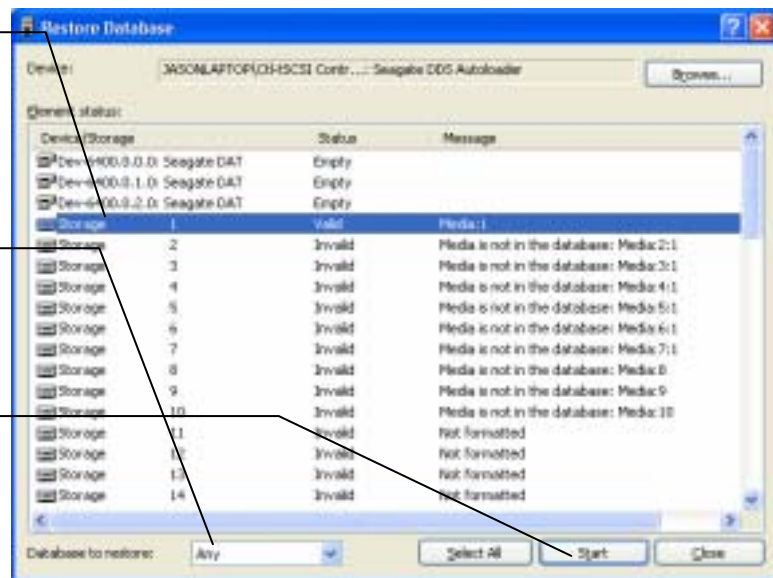 Restore Database
Device: JASONLAPTOP\ SCSI Contr...: Seagate DDS Autoloader Browse...
Element status:
Device/Storage Status Message
Dev-6400.0.0.0: Seagate DAT Empty
Dev-6400.0.1.0: Seagate DAT Empty
Dev-6400.0.2.0: Seagate DAT Empty
Storage 1 Valid Media:1
Storage 2 Invalid Media is not in the database: Media:2:1
Storage 3 Invalid Media is not in the database: Media:3:1
Storage 4 Invalid Media is not in the database: Media:4:1
Storage 5 Invalid Media is not in the database: Media:5:1
Storage 6 Invalid Media is not in the database: Media:6:1
Storage 7 Invalid Media is not in the database: Media:7:1
Storage 8 Invalid Media is not in the database: Media:8
Storage 9 Invalid Media is not in the database: Media:9
Storage 10 Invalid Media is not in the database: Media:10
Storage 11 Invalid Not formatted
Storage 12 Invalid Not formatted
Storage 13 Invalid Not formatted
Storage 14 Invalid Not formatted
Database to restore: Any Select All Start Close